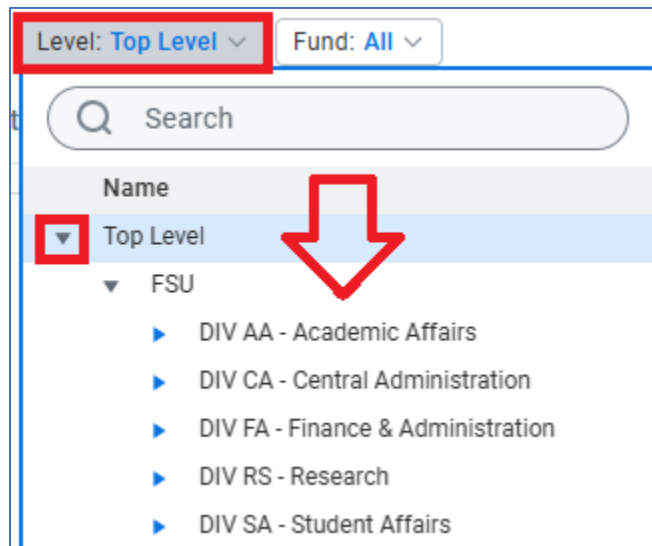 Level: Top Level Fund: All
t
Search
Name
Top Level
FSU
DIV AA - Academic Affairs
DIV CA - Central Administration
DIV FA - Finance & Administration
DIV RS - Research
DIV SA - Student Affairs